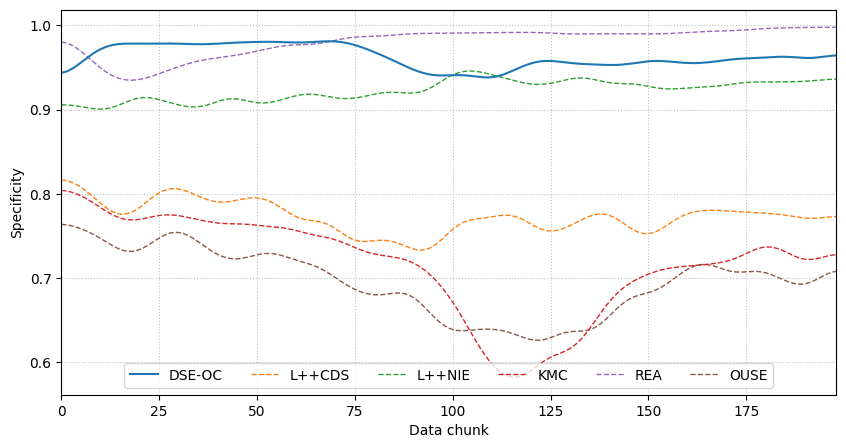 1.0
0.9
0.8
0.7
0.6
Specificity
DSE-OC L++CDS L++NIE KMC REA OUSE
0 25 50 75 100 125 150 175
Data chunk